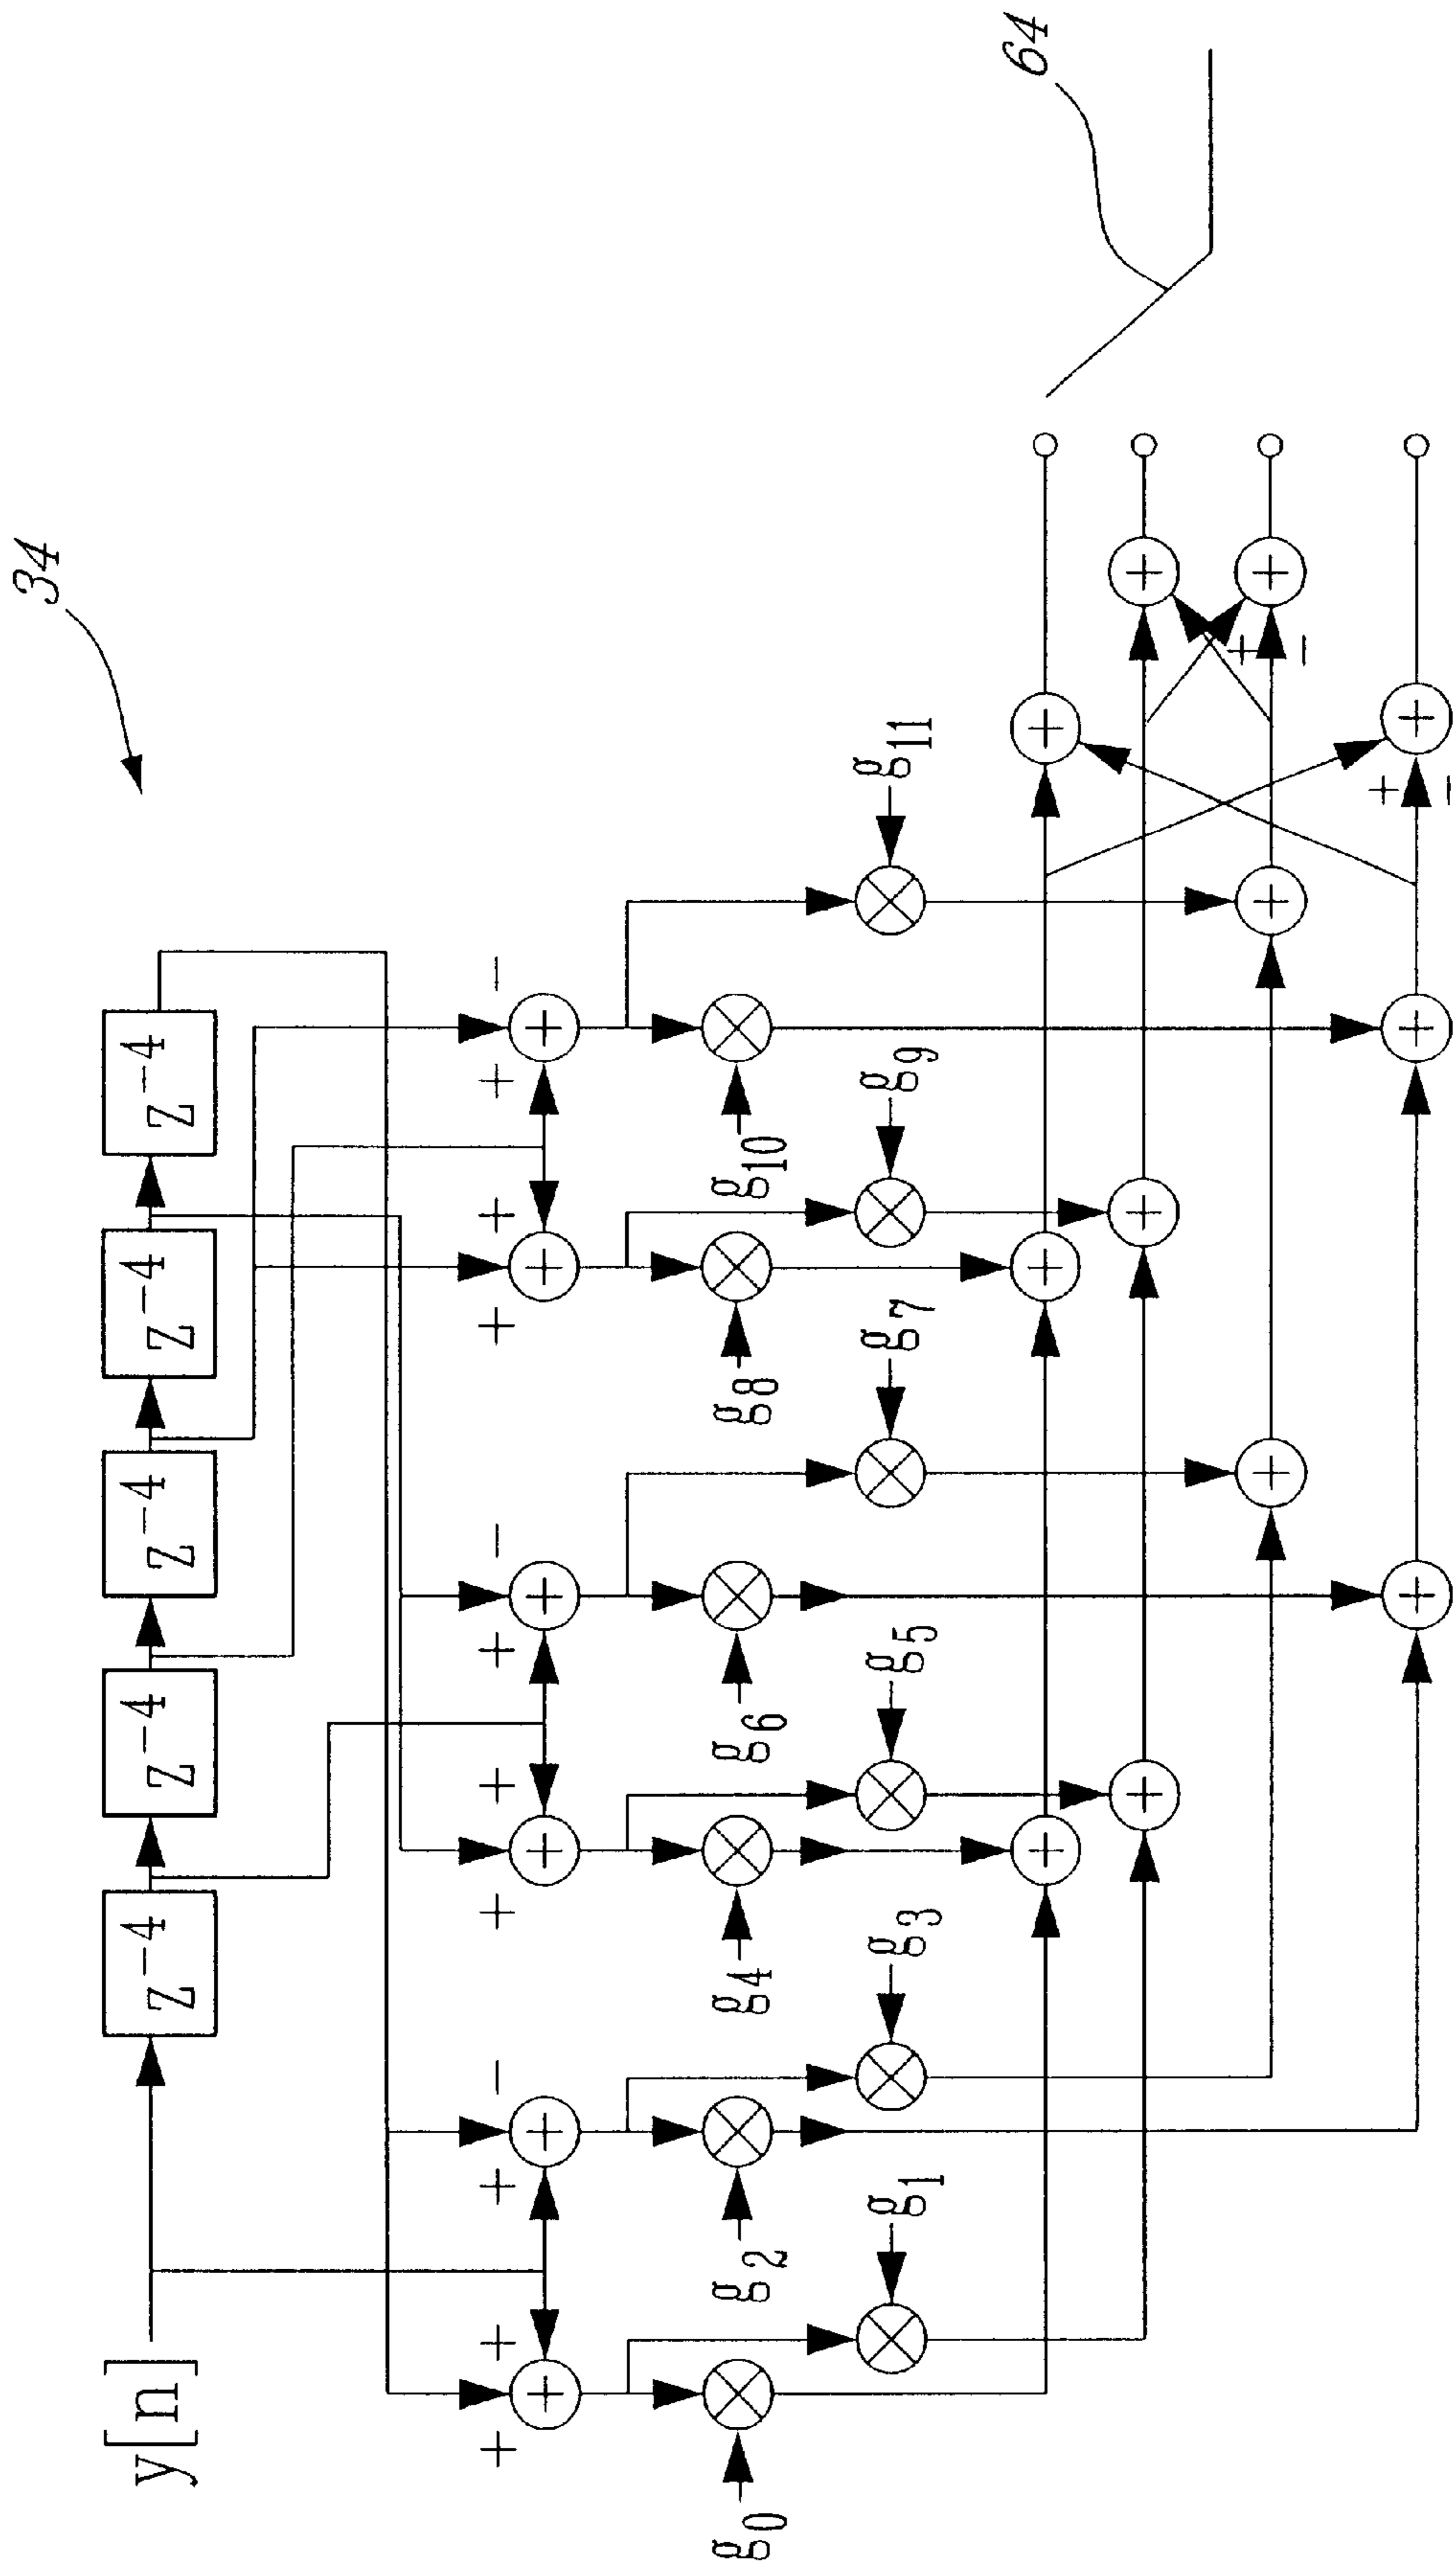 34
64
y[n]
z⁻⁴ z⁻⁴ z⁻⁴ z⁻⁴ z⁻⁴
+ + + − + + + − + + + −
+ + + + + +
g₀ g₂ g₄ g₆ g₈ g₁₀
g₁ g₃ g₅ g₇ g₉ g₁₁
+ +
+ +
+ +
+ +
+ + + +
+ −
+ −